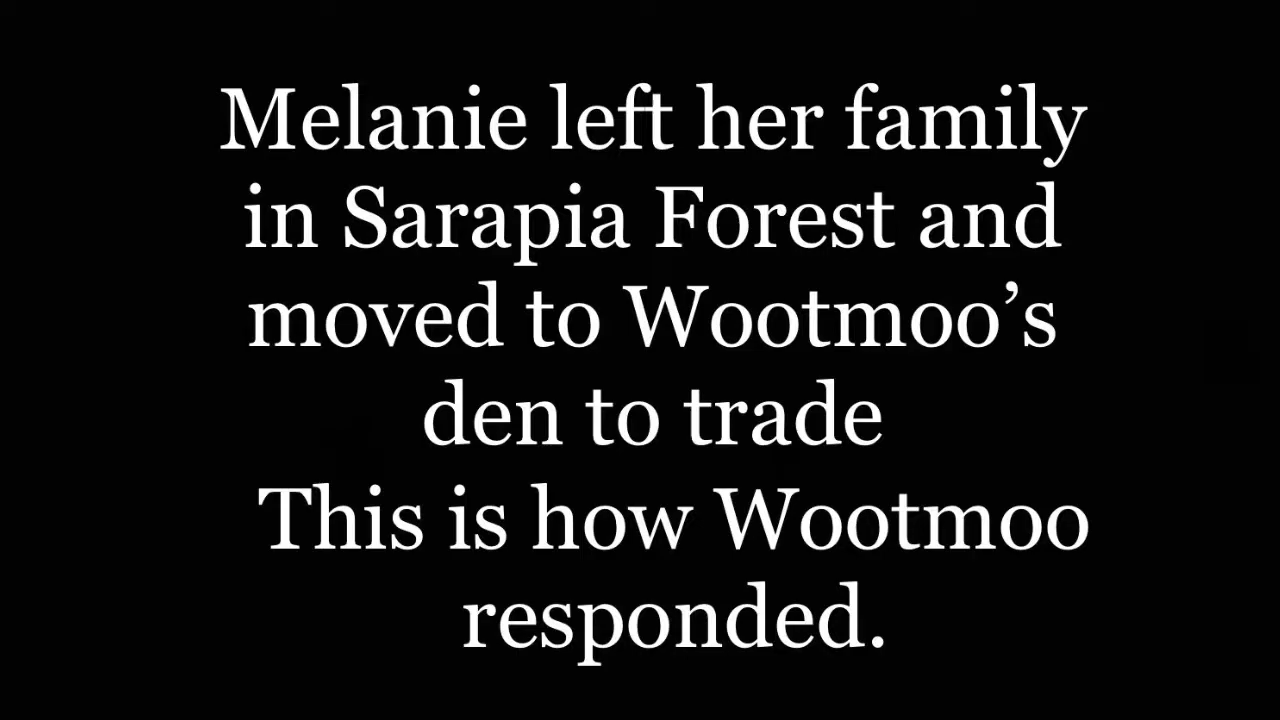 Melanie left her family
in Sarapia Forest and
moved to Wootmoo’s
den to trade
This is how Wootmoo
responded.